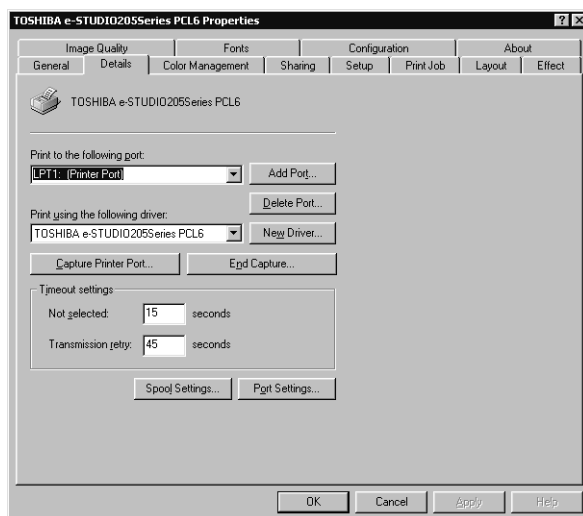 TOSHIBA e-STUDIO205Series PCL6 Properties
Image Quality Fonts Configuration About
General Details Color Management Sharing Setup Print Job Layout Effect
TOSHIBA e-STUDIO205Series PCL6
Print to the following port:
LPT1: (Printer Port) Add Port...
Delete Port...
Print using the following driver:
TOSHIBA e-STUDIO205Series PCL6 New Driver...
Capture Printer Port... End Capture...
Timeout settings
Not selected: 15 seconds
Transmission retry: 45 seconds
Spool Settings... Port Settings...
OK Cancel Apply Help